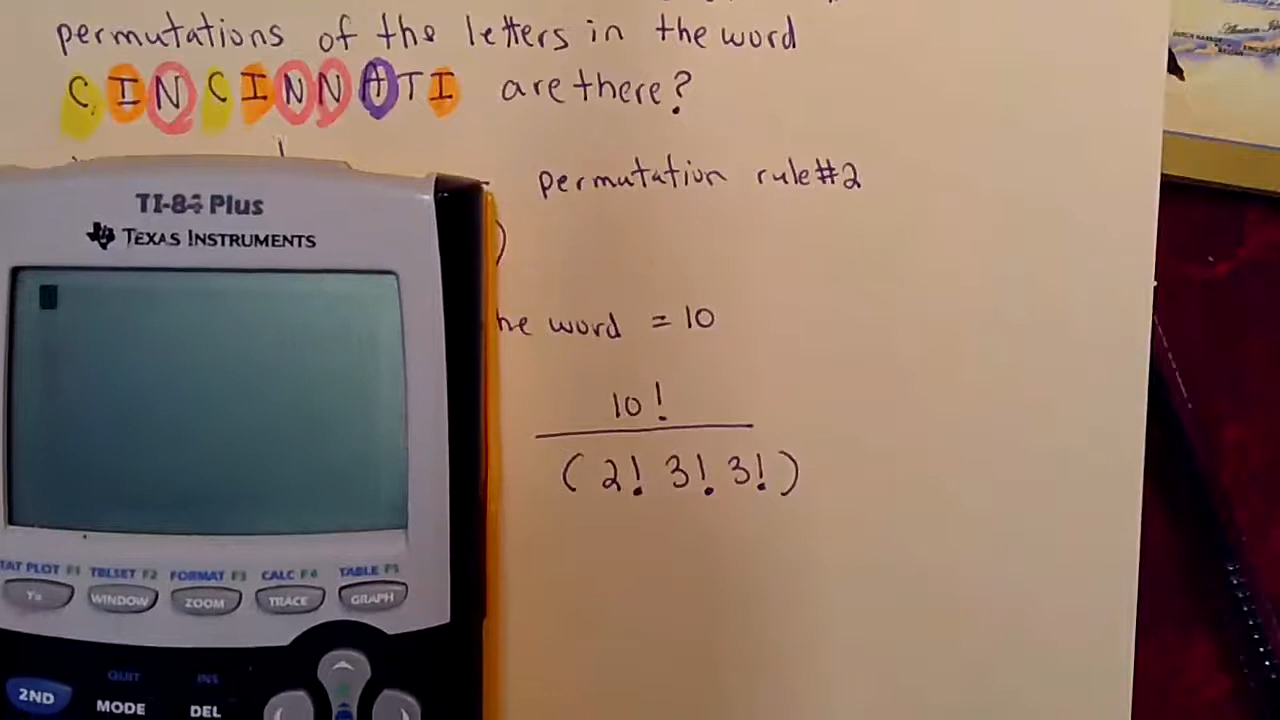 permutations of the letters in the word
CINCINNATI are there?
permutation rule#2
TI-84 Plus
TEXAS INSTRUMENTS
)
he word = 10
10!
(2! 3! 3!)
TAT PLOT F1 TBLSET F2 FORMAT F3 CALC F4 TABLE F5
Y= WINDOW ZOOM TRACE GRAPH
QUIT INS
2ND MODE DEL